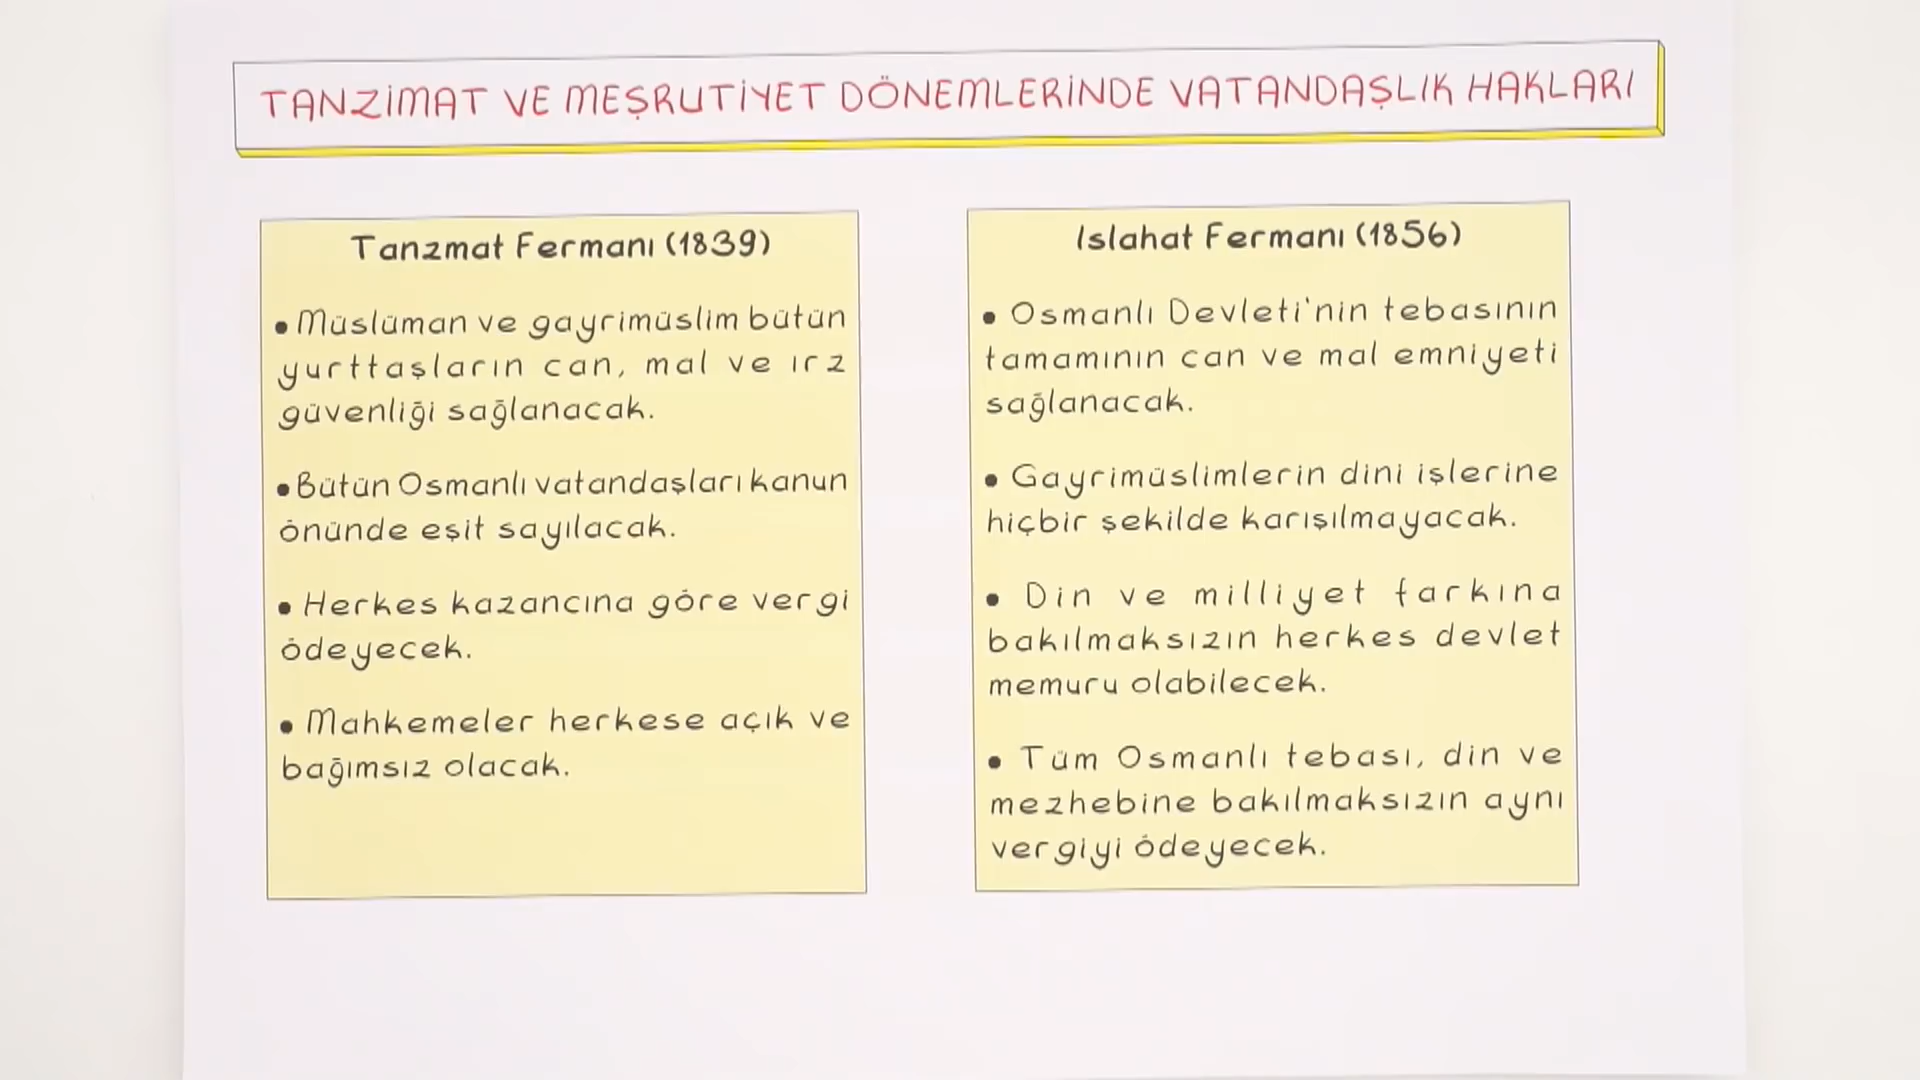 TANZİMAT VE MEŞRUTİYET DÖNEMLERİNDE VATANDAŞLIK HAKLARI
Tanzmat Fermanı (1839)
• Müslüman ve gayrimüslim bütün
yurttaşların can, mal ve ırz
güvenliği sağlanacak.
• Bütün Osmanlı vatandaşları kanun
önünde eşit sayılacak.
• Herkes kazancına göre vergi
ödeyecek.
• Mahkemeler herkese açık ve
bağımsız olacak.
Islahat Fermanı (1856)
• Osmanlı Devleti'nin tebasının
tamamının can ve mal emniyeti
sağlanacak.
• Gayrimüslimlerin dini işlerine
hiçbir şekilde karışılmayacak.
• Din ve milliyet farkına
bakılmaksızın herkes devlet
memuru olabilecek.
• Tüm Osmanlı tebası, din ve
mezhebine bakılmaksızın aynı
vergiyi ödeyecek.